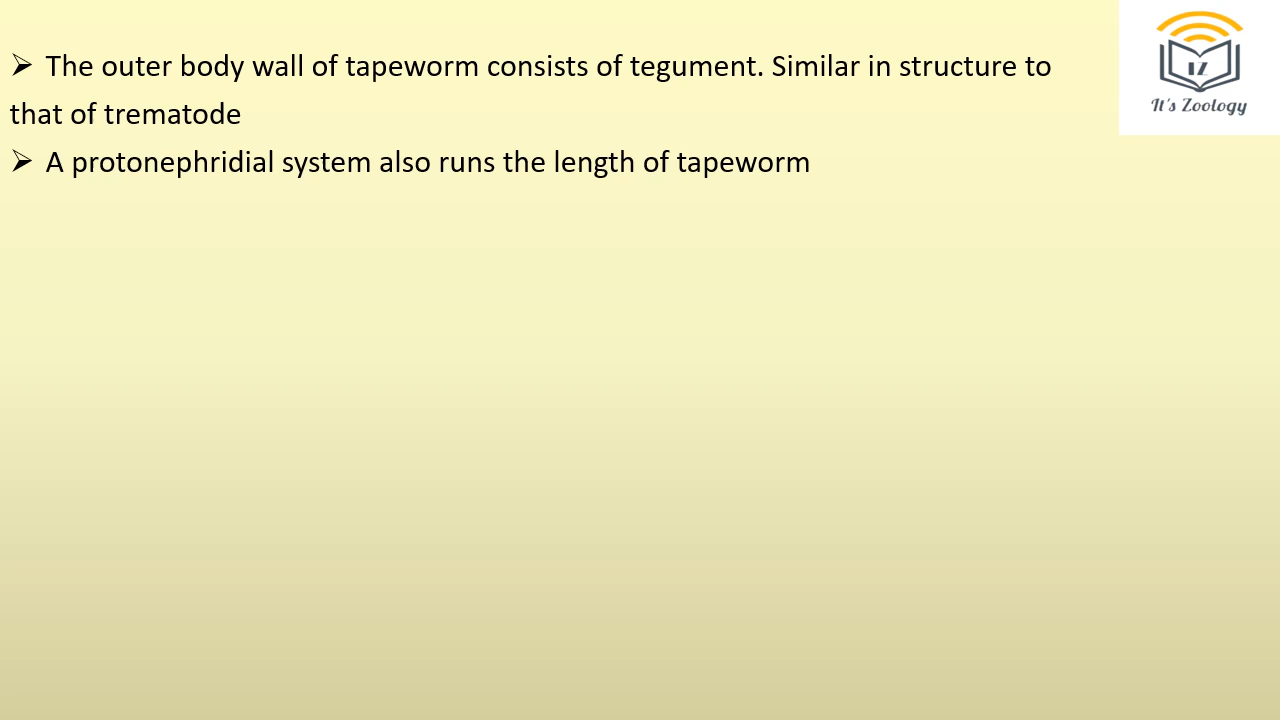 ➢ The outer body wall of tapeworm consists of tegument. Similar in structure to
that of trematode
➢ A protonephridial system also runs the length of tapeworm
IZ
It's Zoology